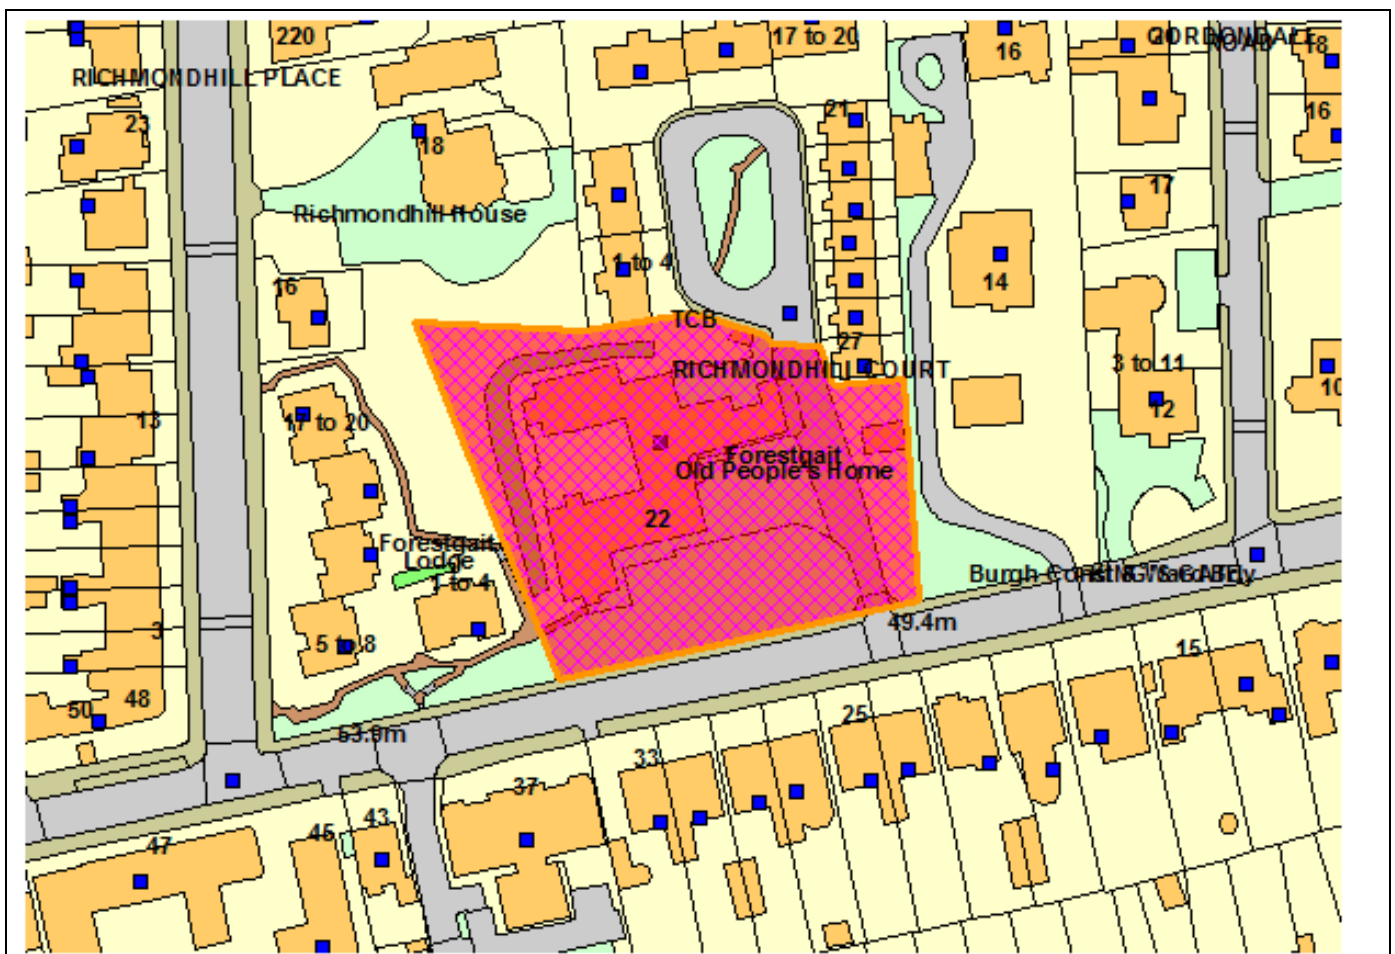 220
17 to 20
16
GORDONDALE
ROAD
18
RICHMONDHILL PLACE
23
21
16
18
17
Richmondhill House
1 to 4
14
16
TCB
27
RICHMONDHILL COURT
3 to 11
10
12
13
17 to 20
Forestgait
Old People's Home
22
Forestgait
Lodge
1 to 4
49.4m
3
5 to 8
15
48
50
25
53.9m
33
37
43
45
47